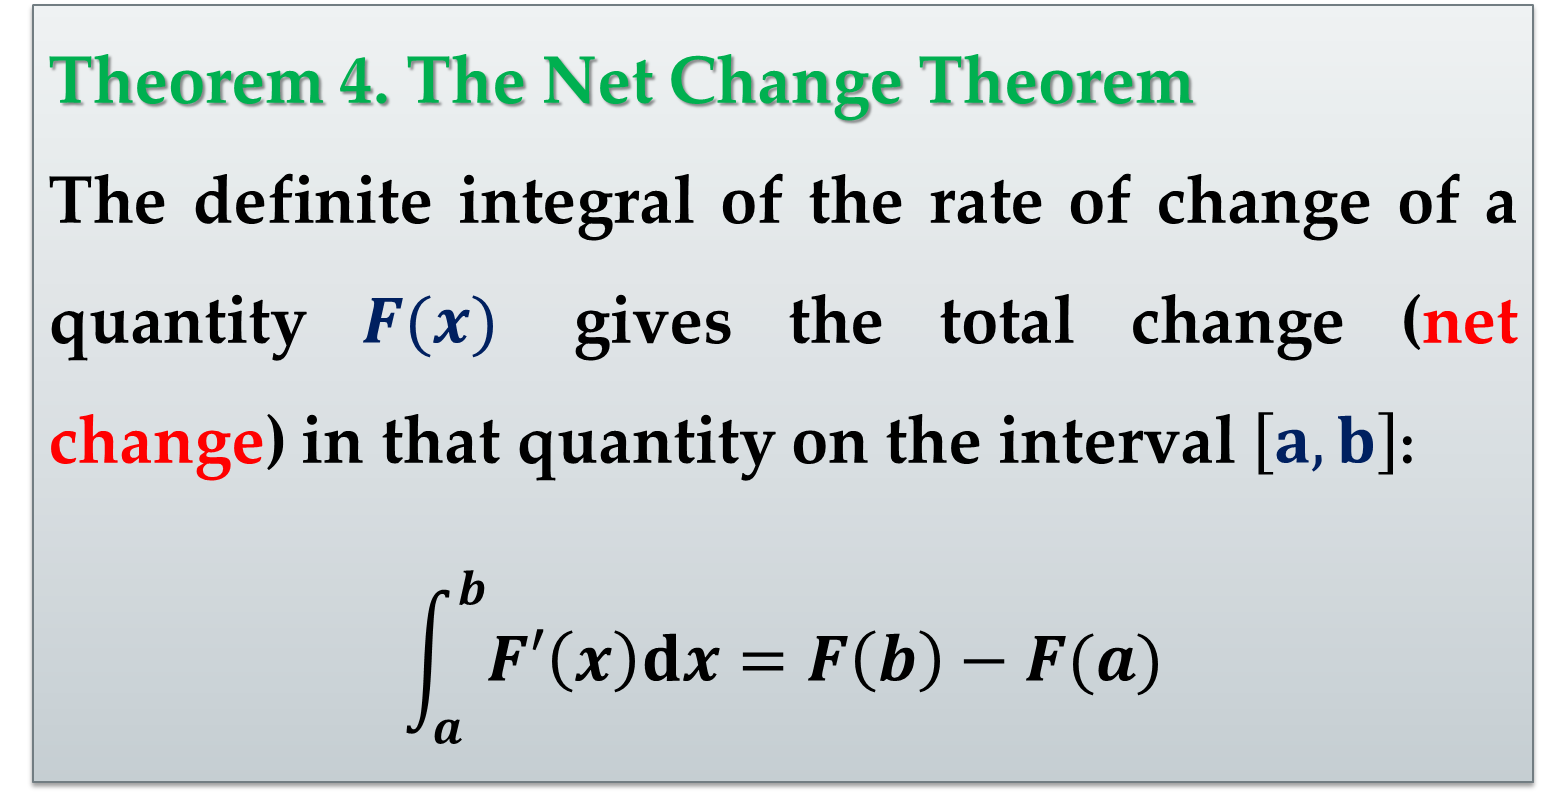 Theorem 4. The Net Change Theorem
The definite integral of the rate of change of a
quantity F(x) gives the total change (net
change) in that quantity on the interval [a, b]:
∫_a^b F′(x)dx = F(b) − F(a)